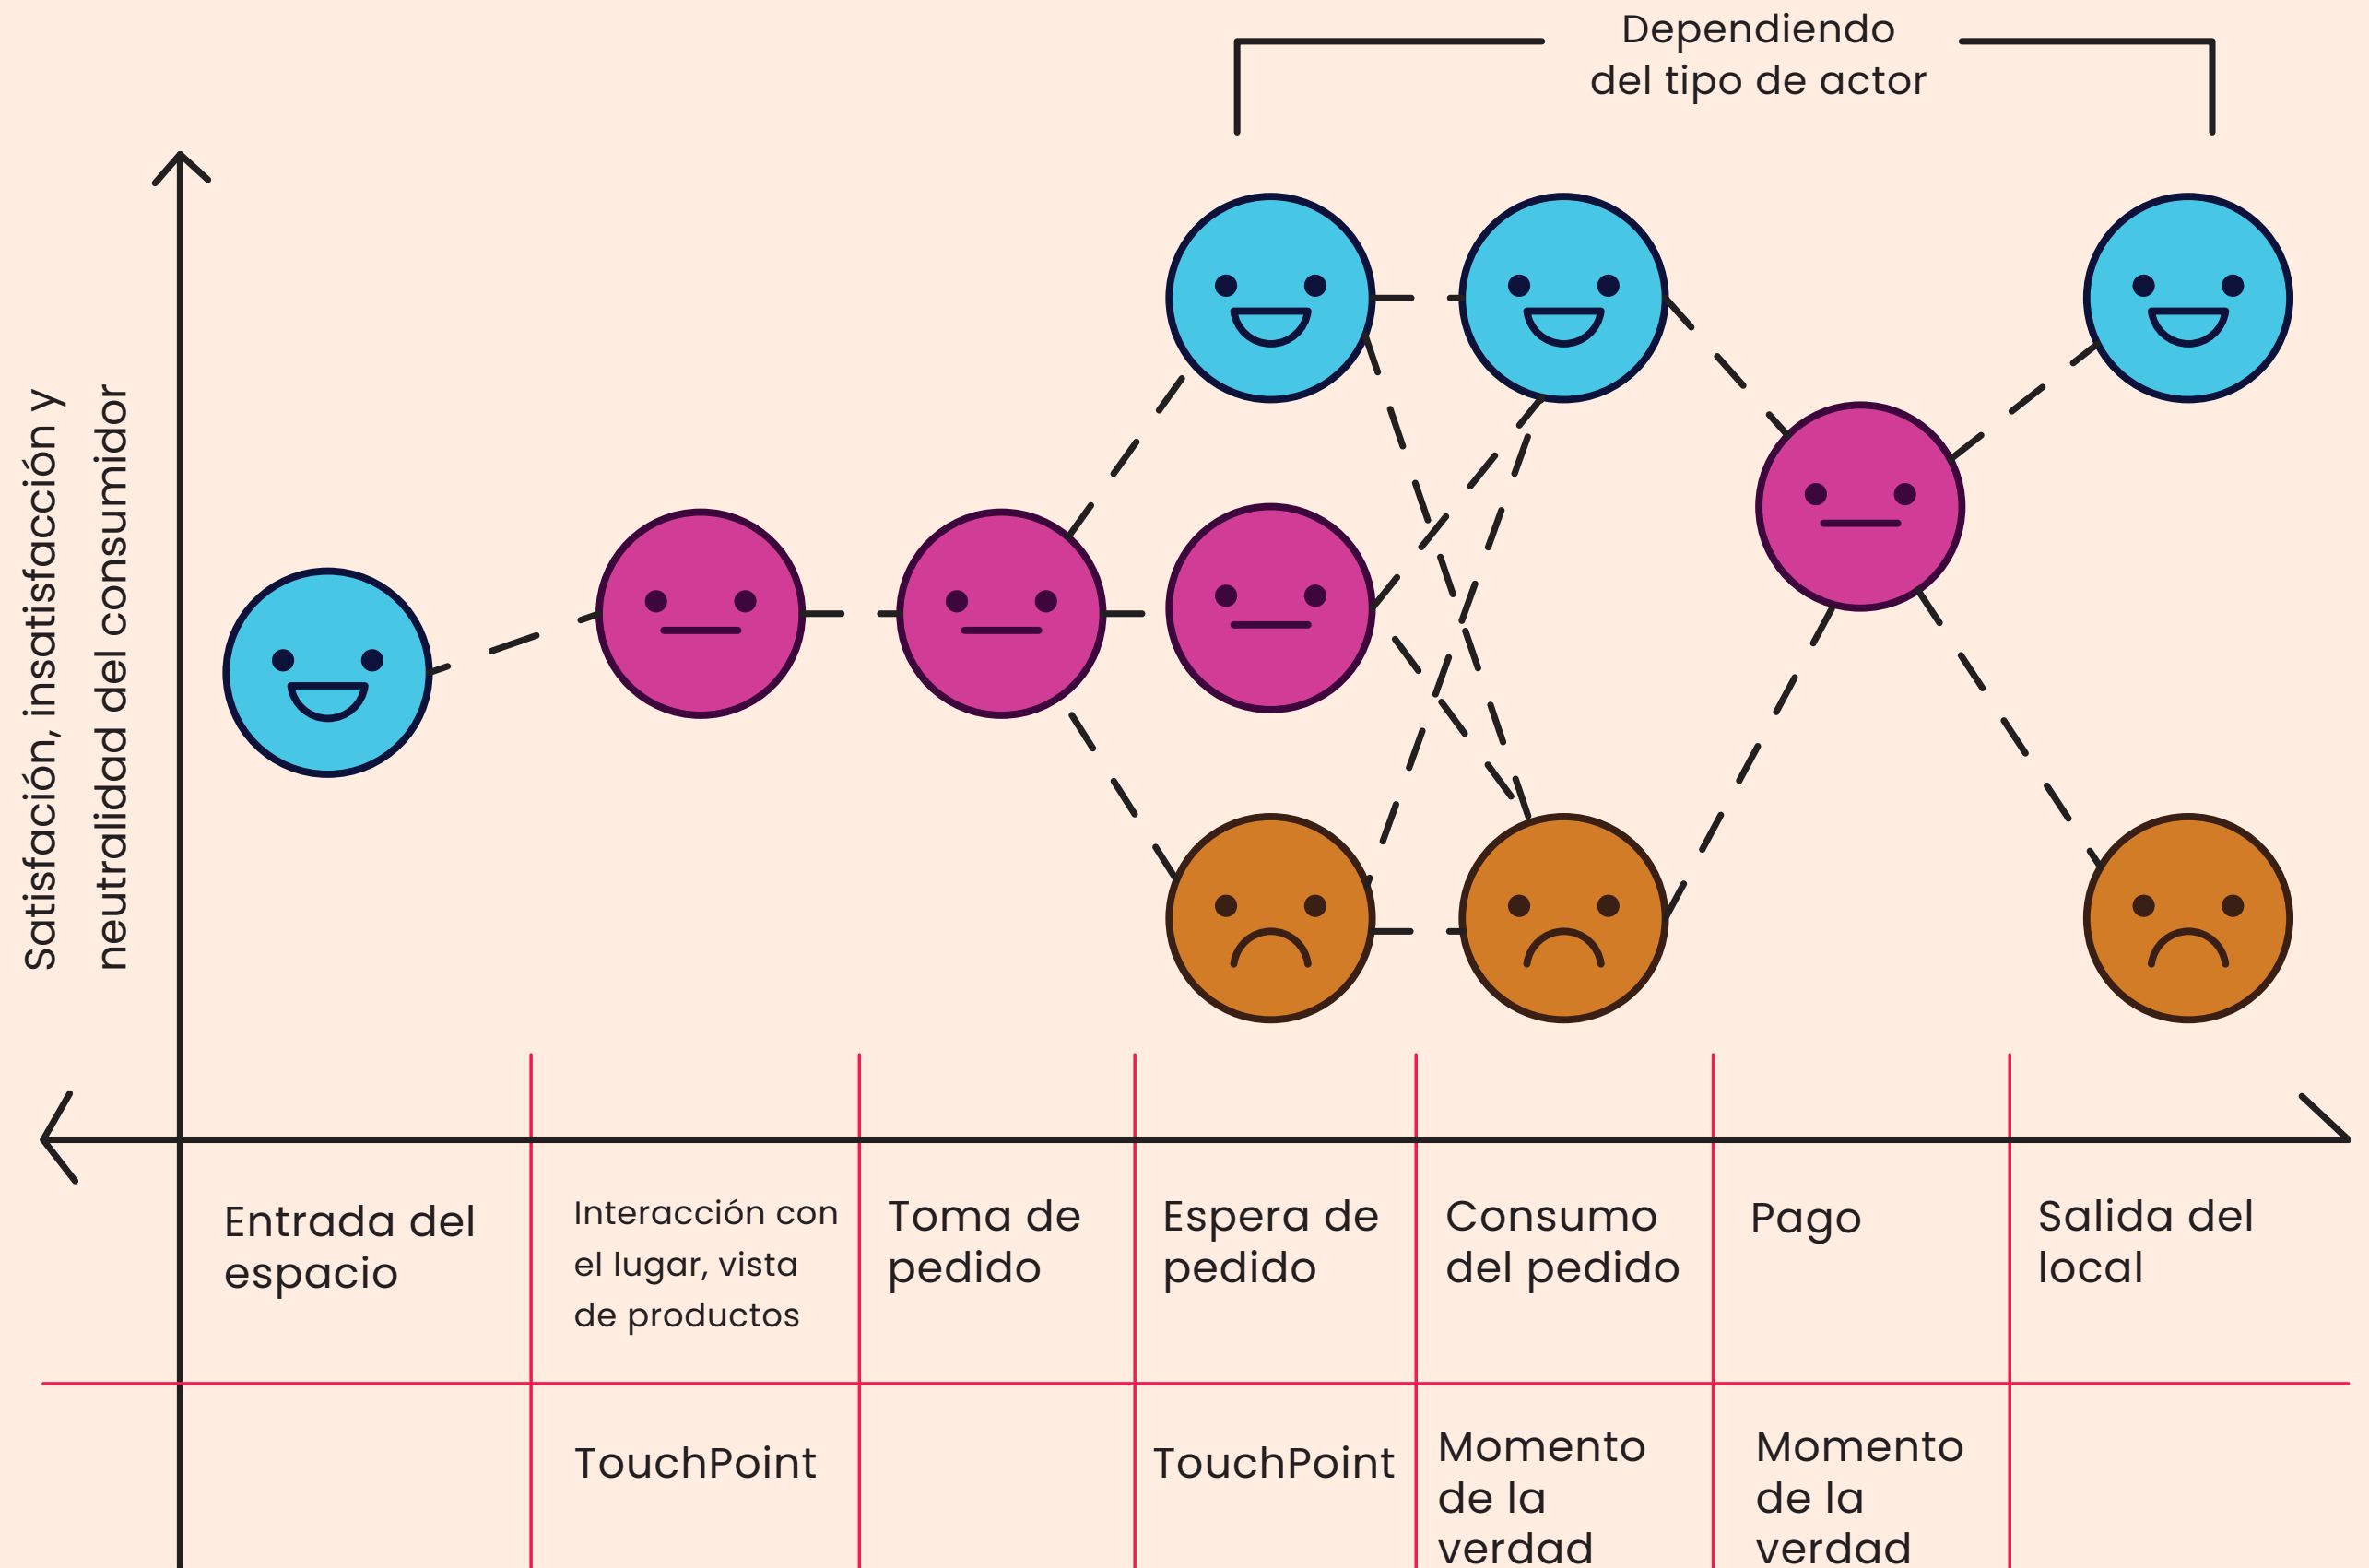 Dependiendo
del tipo de actor
Satisfacción, insatisfacción y
neutralidad del consumidor
Entrada del
espacio
Interacción con
el lugar, vista
de productos
Toma de
pedido
Espera de
pedido
Consumo
del pedido
Pago
Salida del
local
TouchPoint
TouchPoint
Momento
de la
verdad
Momento
de la
verdad